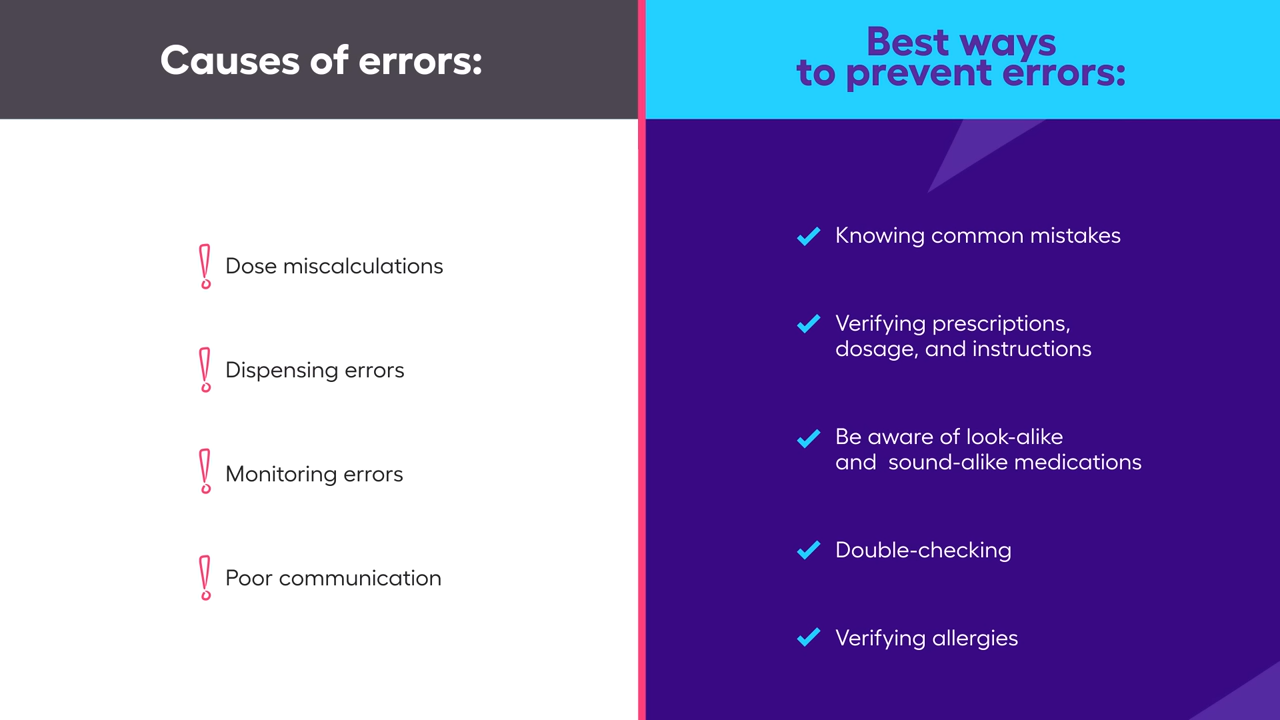 Causes of errors:
Dose miscalculations
Dispensing errors
Monitoring errors
Poor communication
Best ways
to prevent errors:
Knowing common mistakes
Verifying prescriptions,
dosage, and instructions
Be aware of look-alike
and  sound-alike medications
Double-checking
Verifying allergies